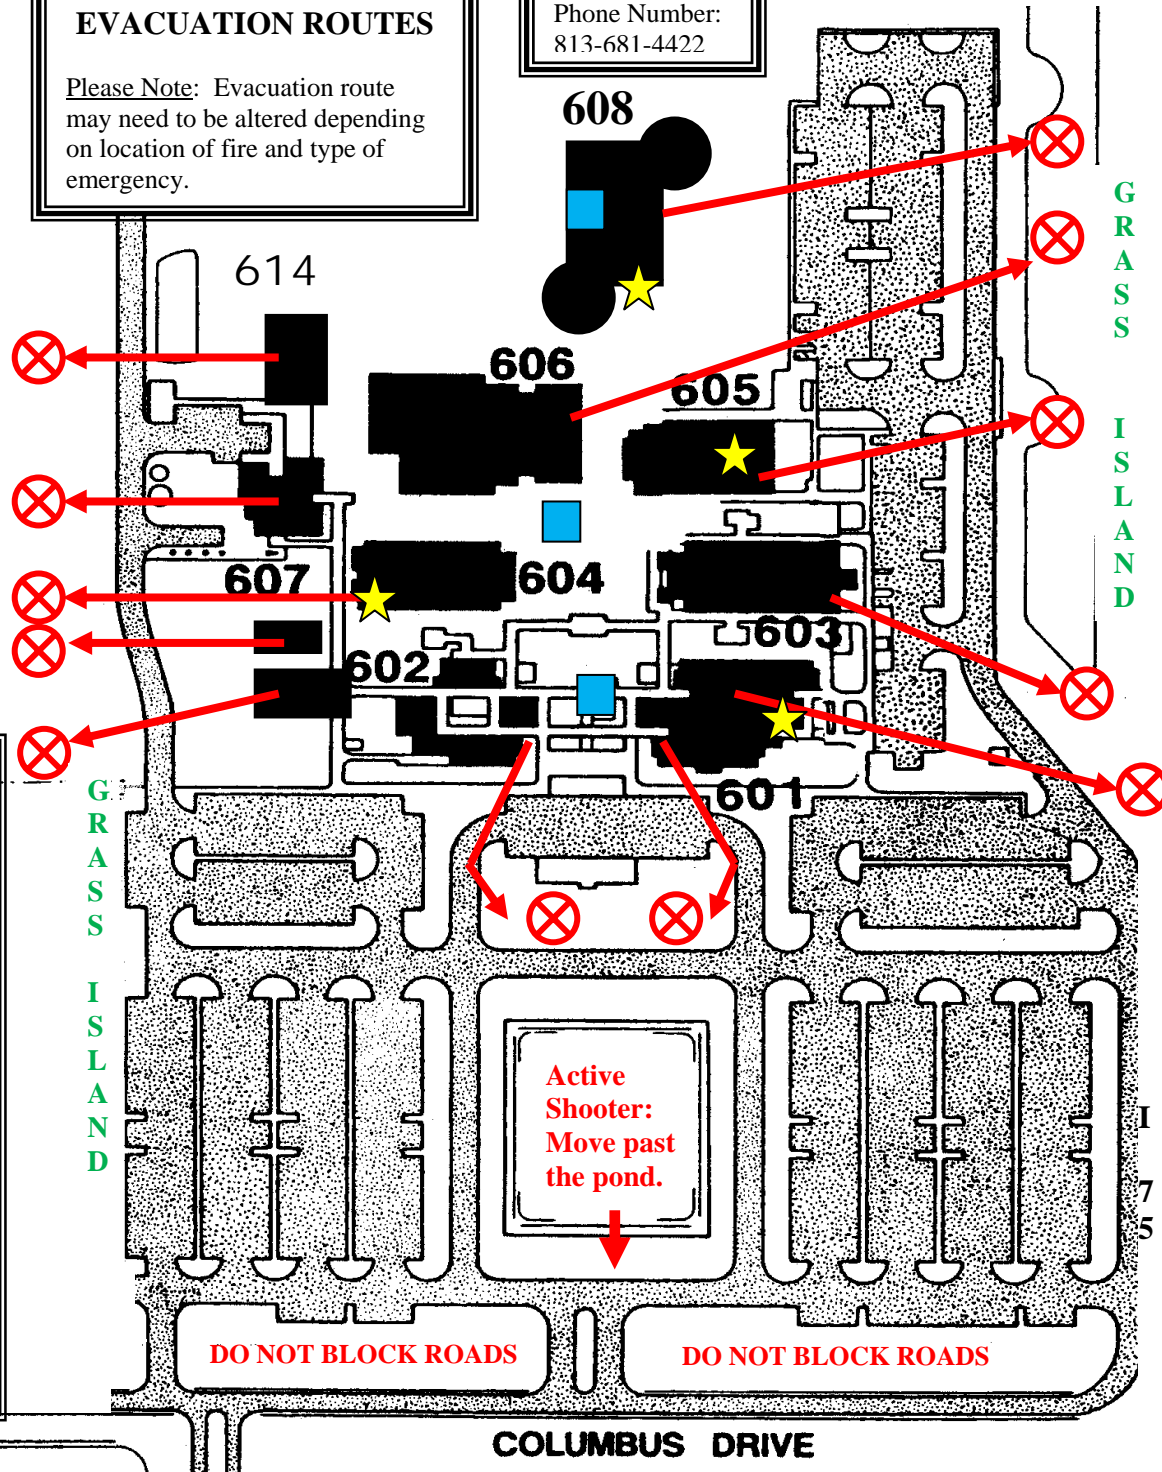 EVACUATION ROUTES
Please Note: Evacuation route
may need to be altered depending
on location of fire and type of
emergency.
Phone Number:
813-681-4422
608
614
606
605
607
604
603
602
601
G
R
A
S
S
I
S
L
A
N
D
G
R
A
S
S
I
S
L
A
N
D
Active
Shooter:
Move past
the pond.
I
7
5
DO NOT BLOCK ROADS
DO NOT BLOCK ROADS
COLUMBUS DRIVE